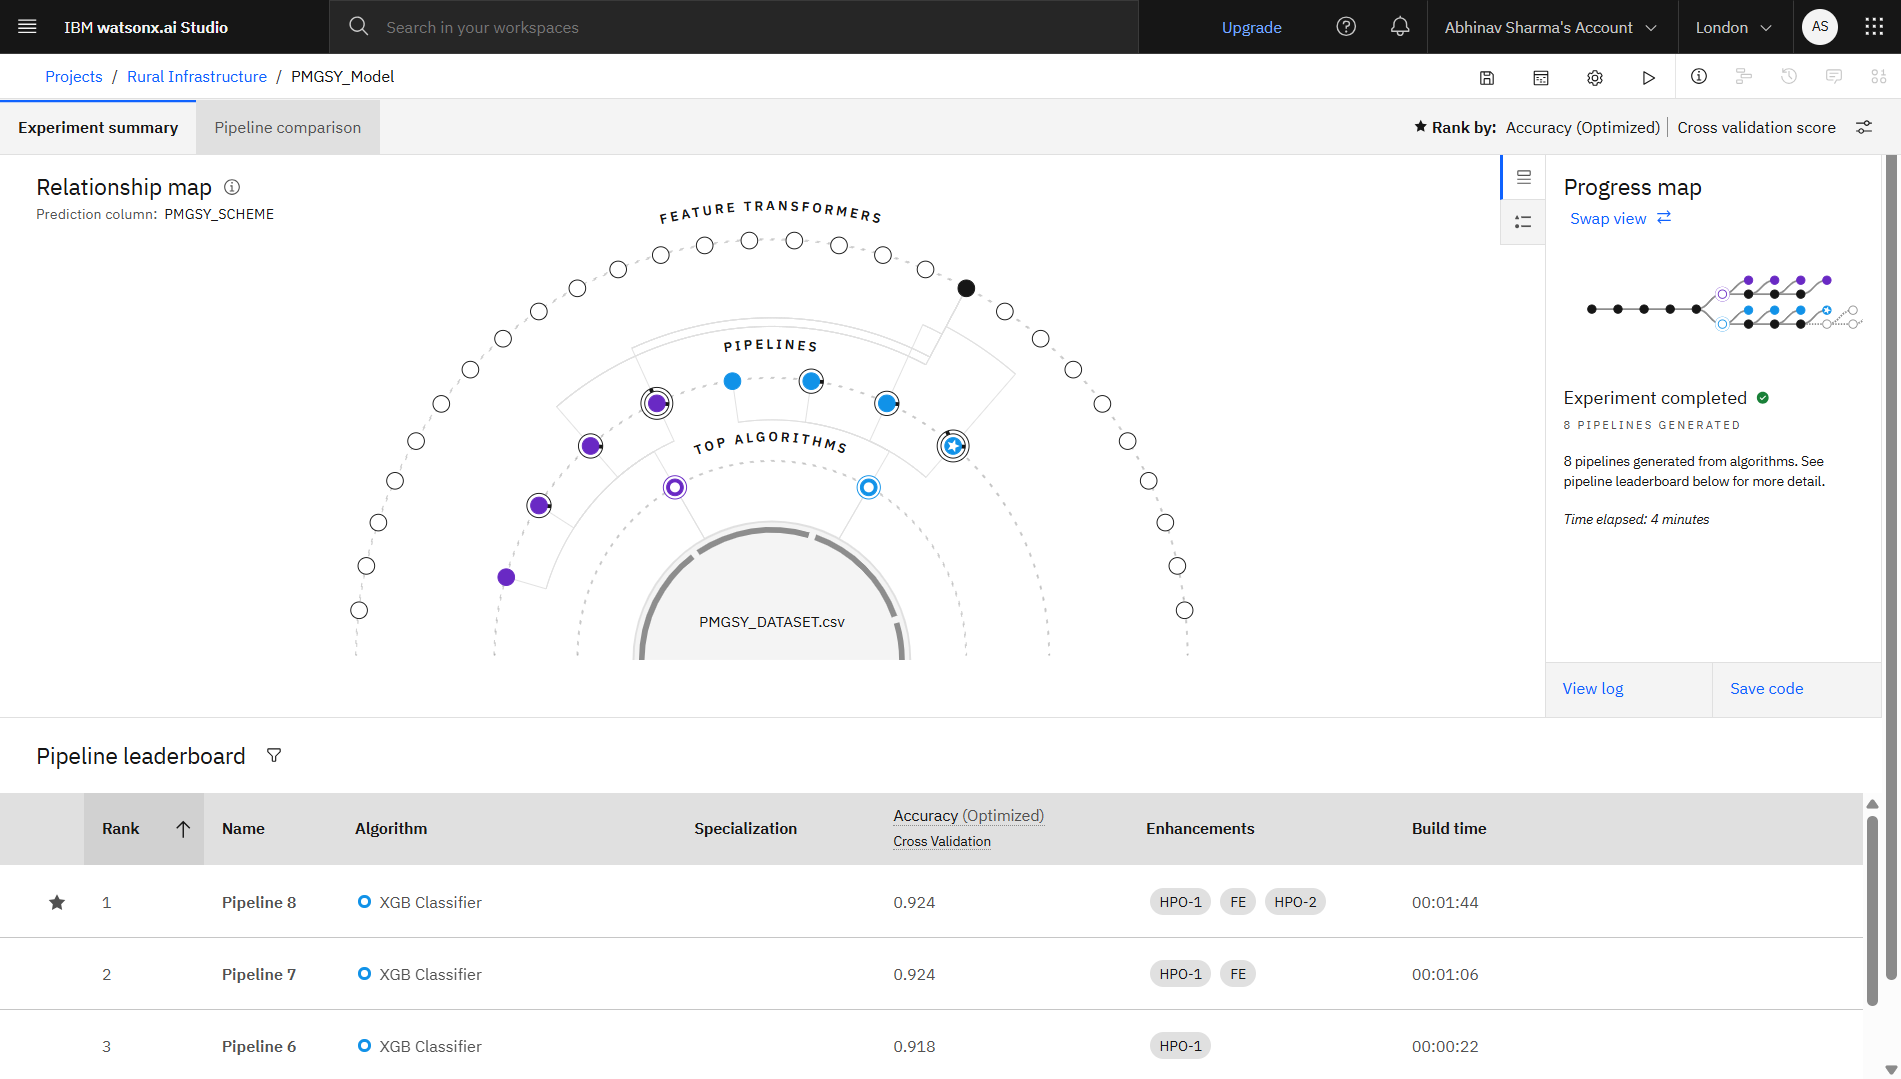 IBM watsonx.ai Studio
Search in your workspaces
Upgrade
Abhinav Sharma's Account
London
AS
Projects / Rural Infrastructure / PMGSY_Model
Experiment summary
Pipeline comparison
Rank by: Accuracy (Optimized) | Cross validation score
Relationship map
Prediction column: PMGSY_SCHEME
FEATURE TRANSFORMERS
PIPELINES
TOP ALGORITHMS
PMGSY_DATASET.csv
Progress map
Swap view
Experiment completed
8 PIPELINES GENERATED
8 pipelines generated from algorithms. See
pipeline leaderboard below for more detail.
Time elapsed: 4 minutes
View log
Save code
Pipeline leaderboard
Rank Name Algorithm Specialization Accuracy (Optimized) Enhancements Build time
Cross Validation
1 Pipeline 8 XGB Classifier 0.924 HPO-1 FE HPO-2 00:01:44
2 Pipeline 7 XGB Classifier 0.924 HPO-1 FE 00:01:06
3 Pipeline 6 XGB Classifier 0.918 HPO-1 00:00:22